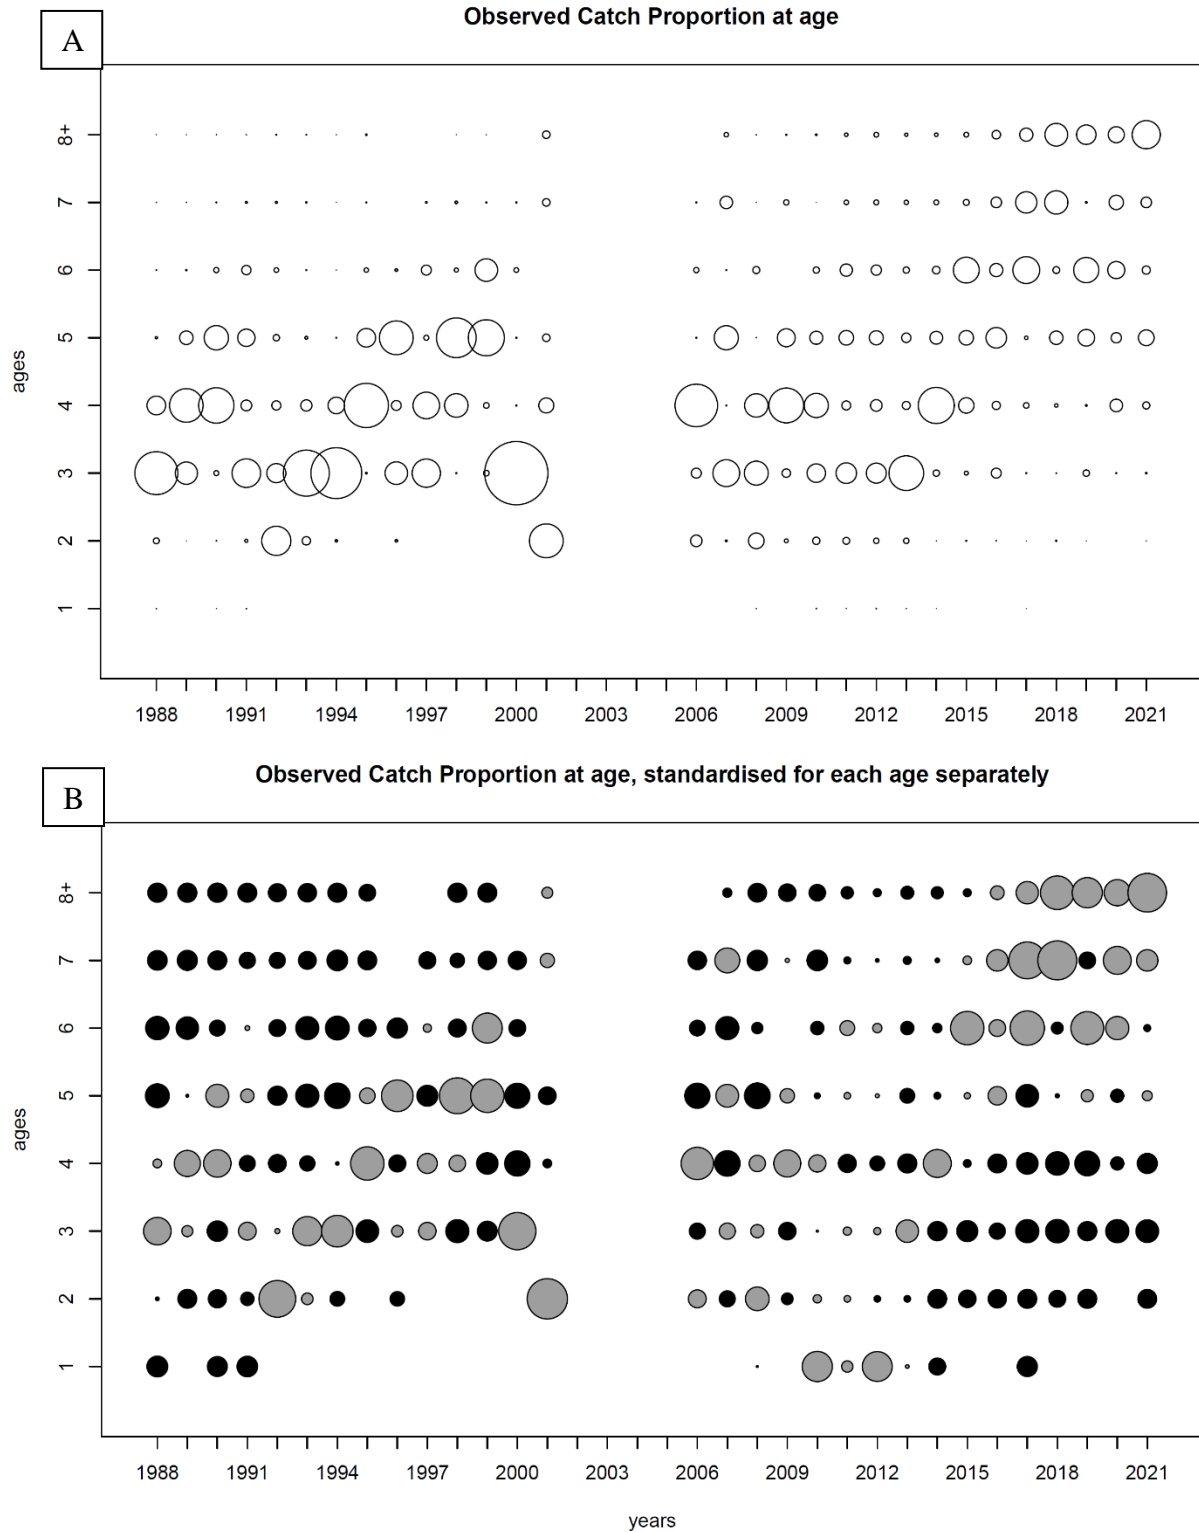 A
Observed Catch Proportion at age
8+
7
6
5
4
3
2
1
ages
1988 1991 1994 1997 2000 2003 2006 2009 2012 2015 2018 2021
B
Observed Catch Proportion at age, standardised for each age separately
8+
7
6
5
4
3
2
1
ages
1988 1991 1994 1997 2000 2003 2006 2009 2012 2015 2018 2021
years